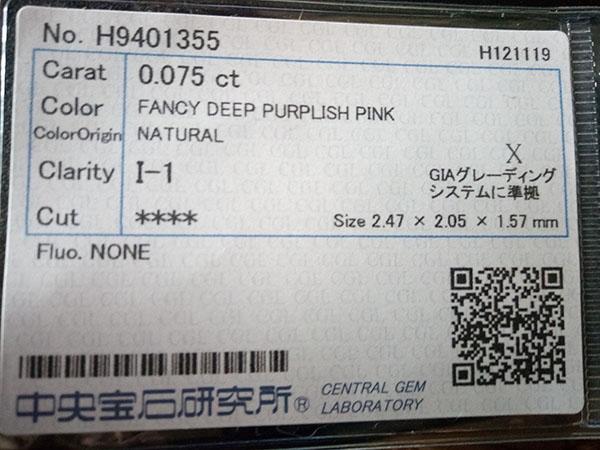 No. H9401355 H121119
Carat 0.075 ct
Color FANCY DEEP PURPLISH PINK
ColorOrigin NATURAL
X
Clarity I-1 GIAグレーディング
システムに準拠
Cut **** Size 2.47 × 2.05 × 1.57 mm
Fluo. NONE
中央宝石研究所® CENTRAL GEM
LABORATORY